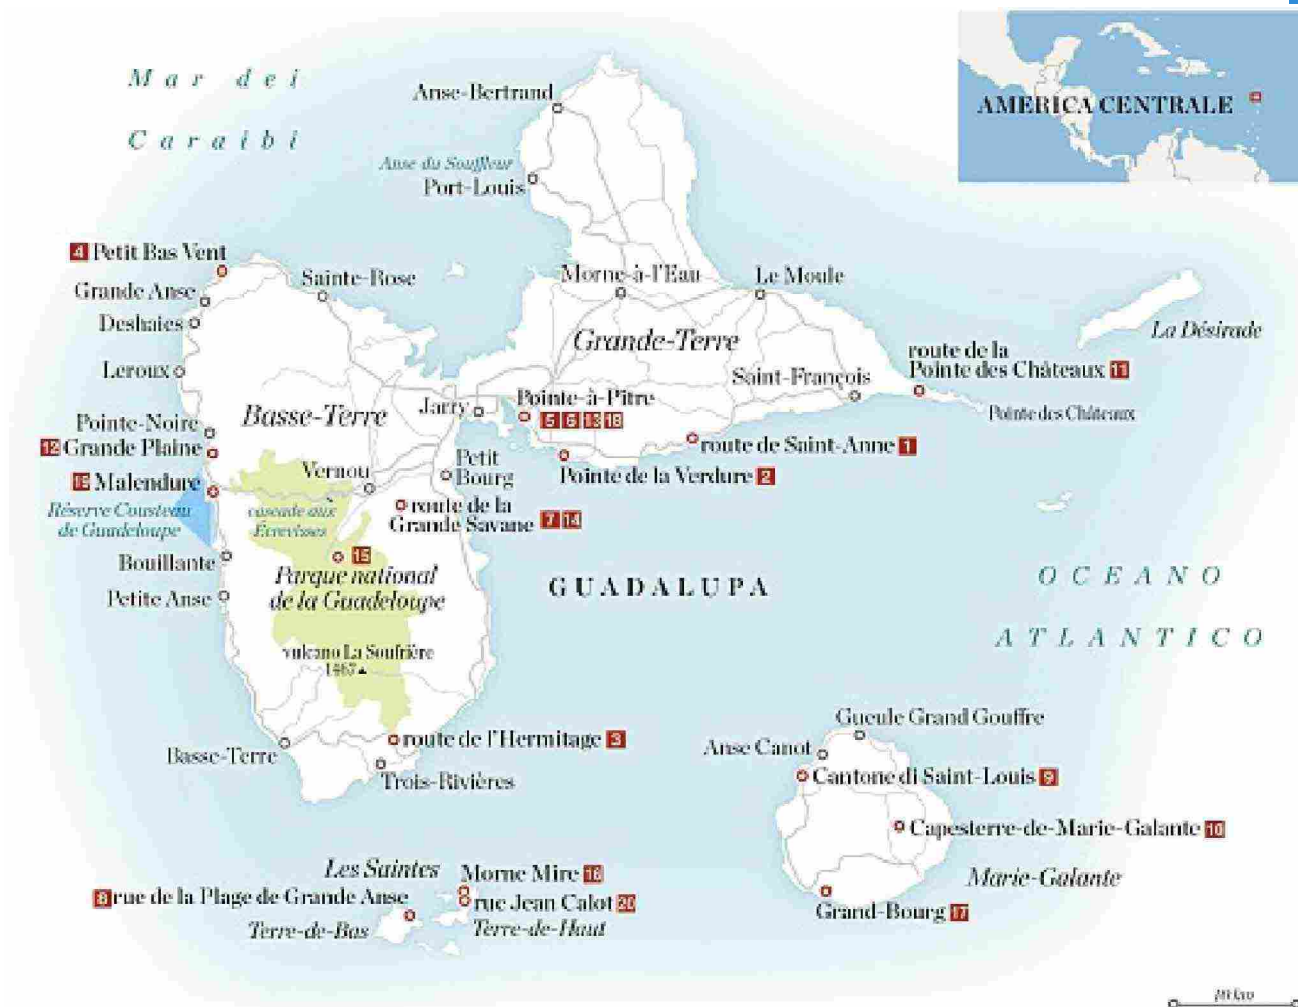 Mar dei
Caraibi
AMERICA CENTRALE
Anse-Bertrand
Anse du Souffleur
Port-Louis
4 Petit Bas Vent
Grande Anse
Sainte-Rose
Deshaies
Leroux
Morne-à-l'Eau
Le Moule
Grande-Terre
La Désirade
route de la
Pointe des Châteaux 11
Saint-François
Pointe des Châteaux
Basse-Terre
Jarry
Pointe-à-Pitre
5 6 13 18
Pointe-Noire
12 Grande Plaine
route de Saint-Anne 1
Pointe de la Verdure 2
Vernou
Petit
Bourg
Malendure
Réserve Cousteau
de Guadeloupe
cascade aux
Écrevisses
route de la
Grande Savane 7 14
Bouillante
15
Parque national
de la Guadeloupe
Petite Anse
GUADALUPA
OCEANO
ATLANTICO
vulcano La Soufrière
1467
route de l'Hermitage 3
Basse-Terre
Trois-Rivières
Gueule Grand Gouffre
Anse Canot
Cantone di Saint-Louis 9
Capesterre-de-Marie-Galante 10
Marie-Galante
Grand-Bourg 17
Les Saintes
Morne Mire 16
8 rue de la Plage de Grande Anse
rue Jean Calot 20
Terre-de-Bas
Terre-de-Haut
10 km